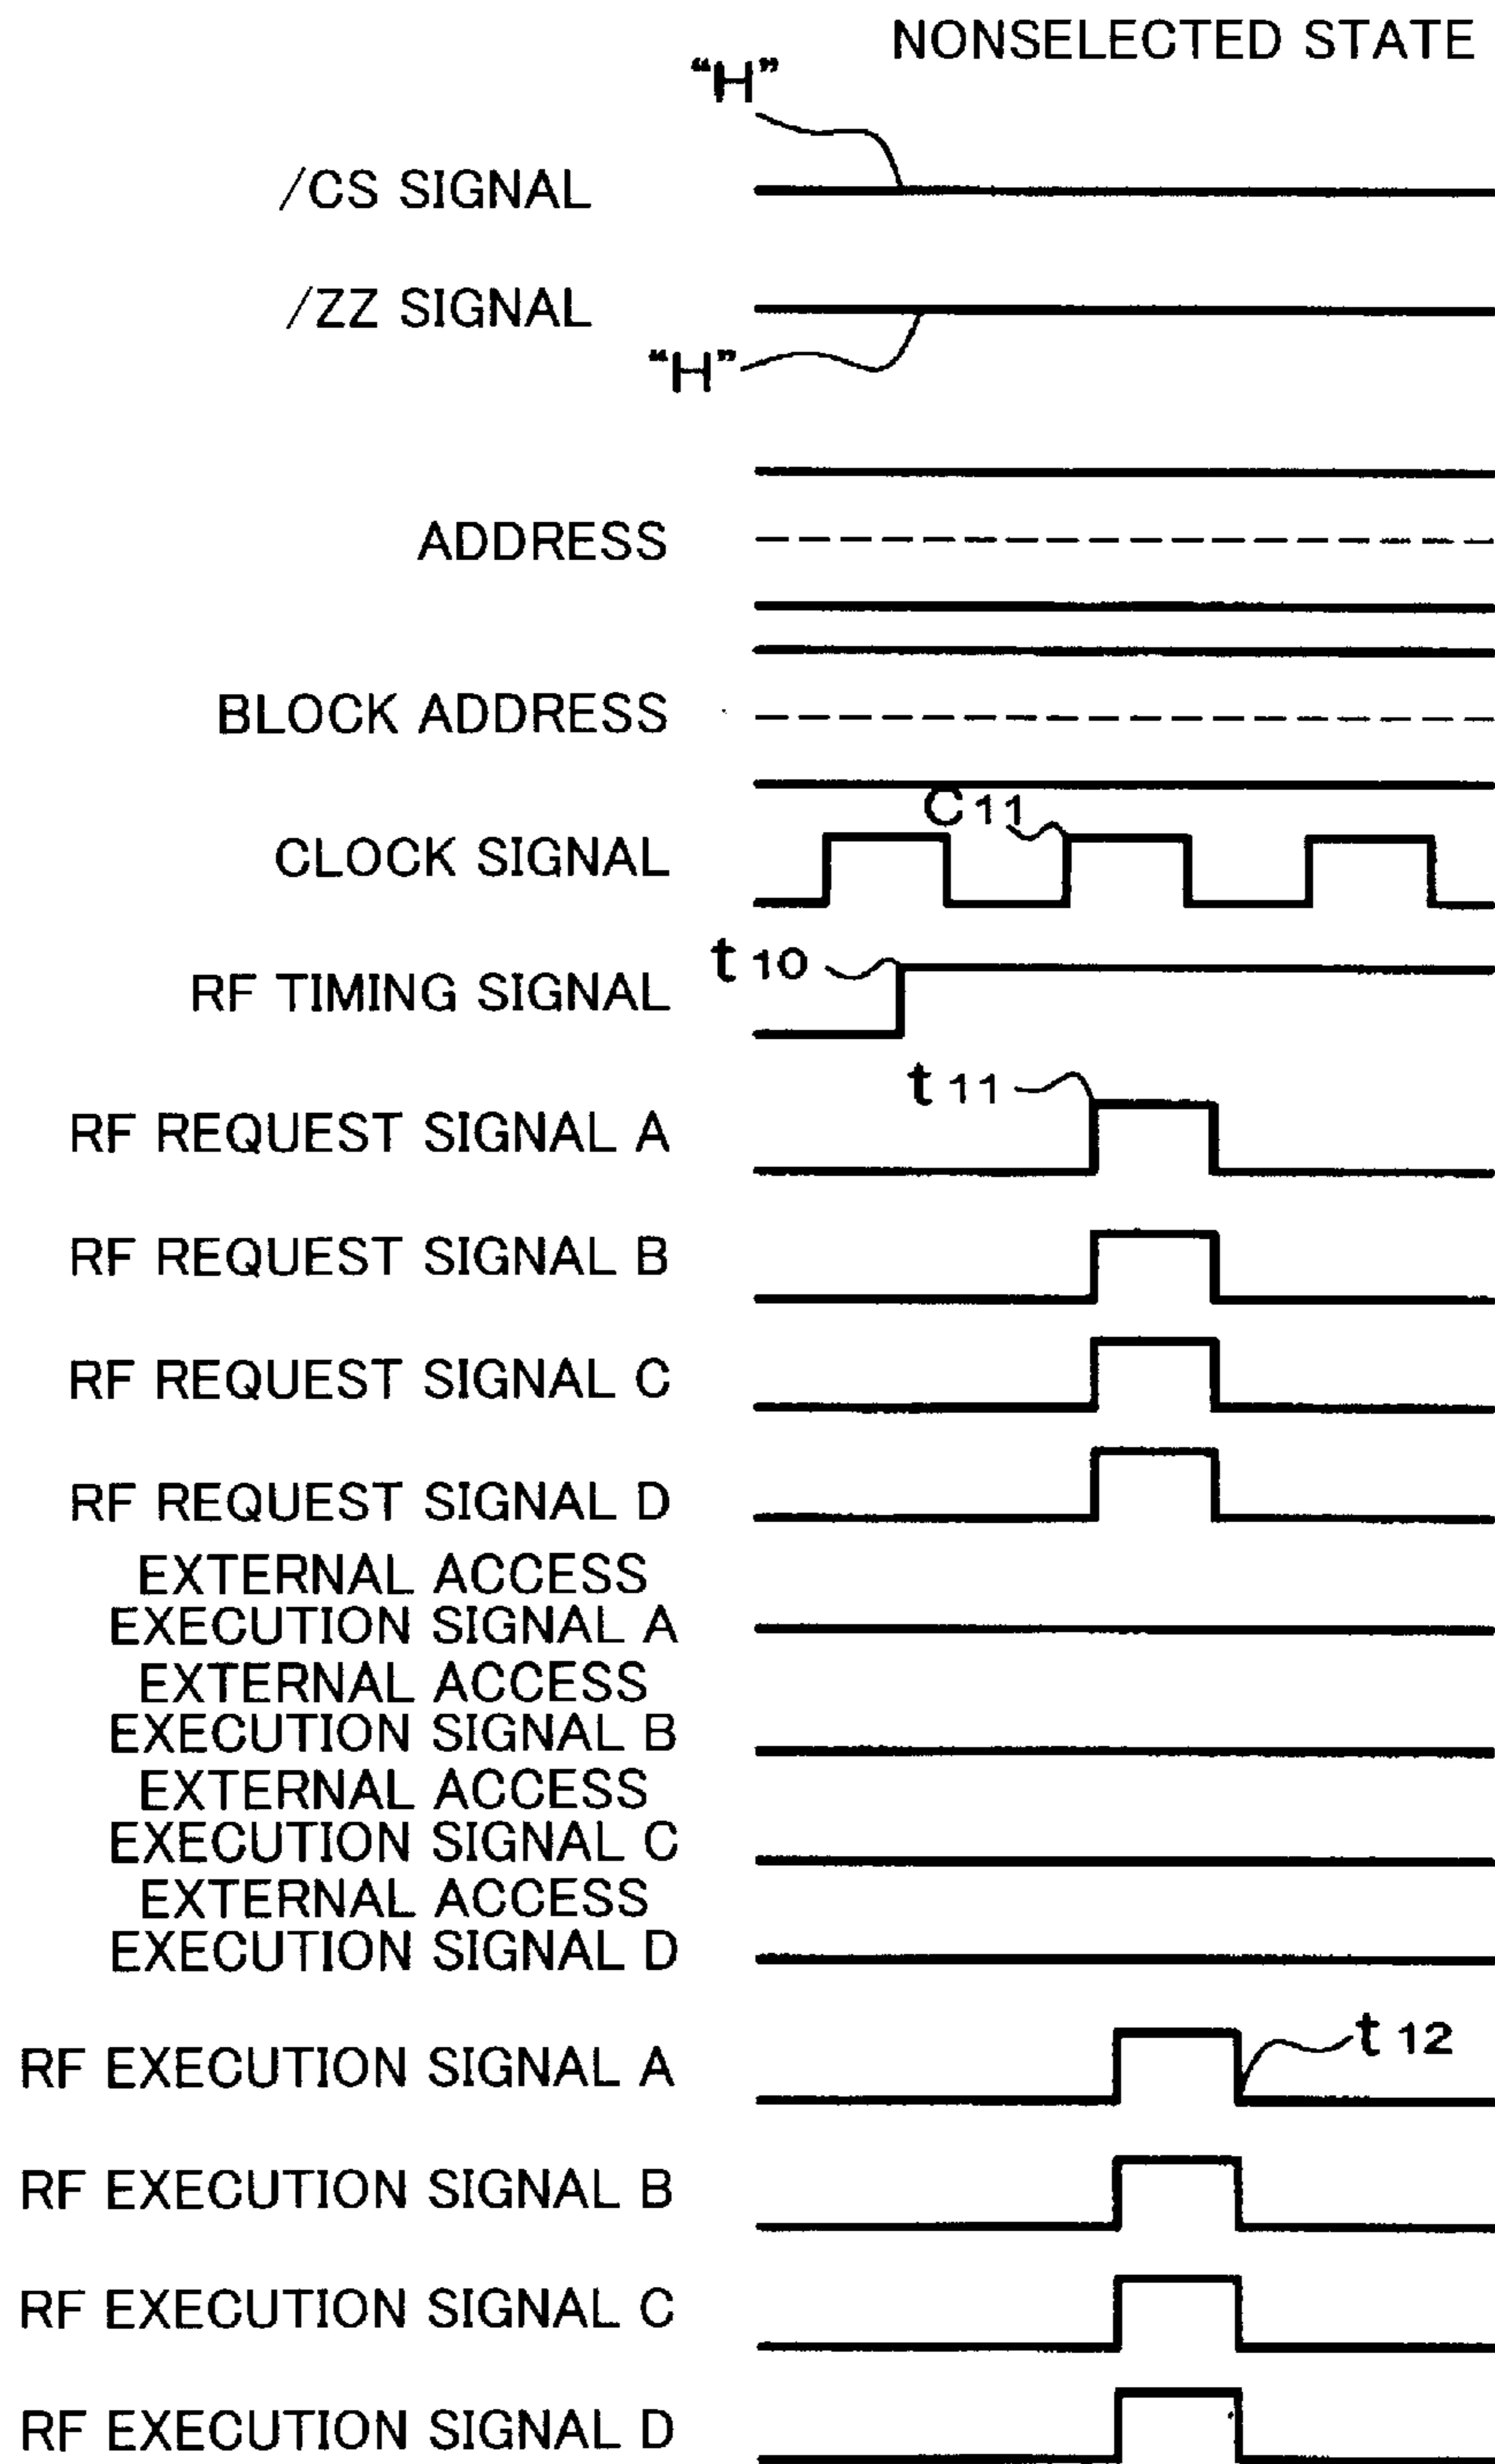 NONSELECTED STATE
“H”
/CS SIGNAL
/ZZ SIGNAL
“H”
ADDRESS
BLOCK ADDRESS
C11
CLOCK SIGNAL
t10
RF TIMING SIGNAL
t11
RF REQUEST SIGNAL A
RF REQUEST SIGNAL B
RF REQUEST SIGNAL C
RF REQUEST SIGNAL D
EXTERNAL ACCESS
EXECUTION SIGNAL A
EXTERNAL ACCESS
EXECUTION SIGNAL B
EXTERNAL ACCESS
EXECUTION SIGNAL C
EXTERNAL ACCESS
EXECUTION SIGNAL D
t12
RF EXECUTION SIGNAL A
RF EXECUTION SIGNAL B
RF EXECUTION SIGNAL C
RF EXECUTION SIGNAL D